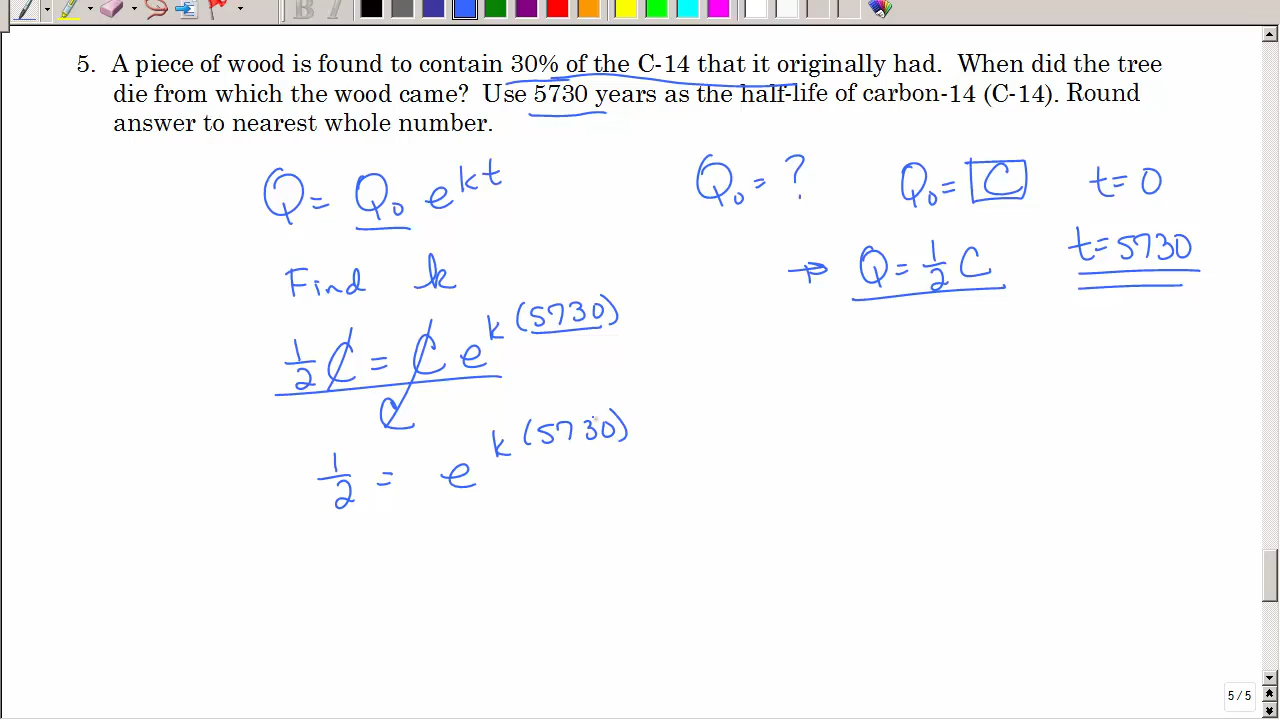 5. A piece of wood is found to contain 30% of the C-14 that it originally had. When did the tree
die from which the wood came? Use 5730 years as the half-life of carbon-14 (C-14). Round
answer to nearest whole number.
Q = Q₀ e^{kt}
Q₀ = ?
Q₀ = C
t = 0
→ Q = 1/2 C
t = 5730
Find k
1/2 C = C e^{k(5730)}
C
1/2 = e^{k(5730)}
B I
5 / 5